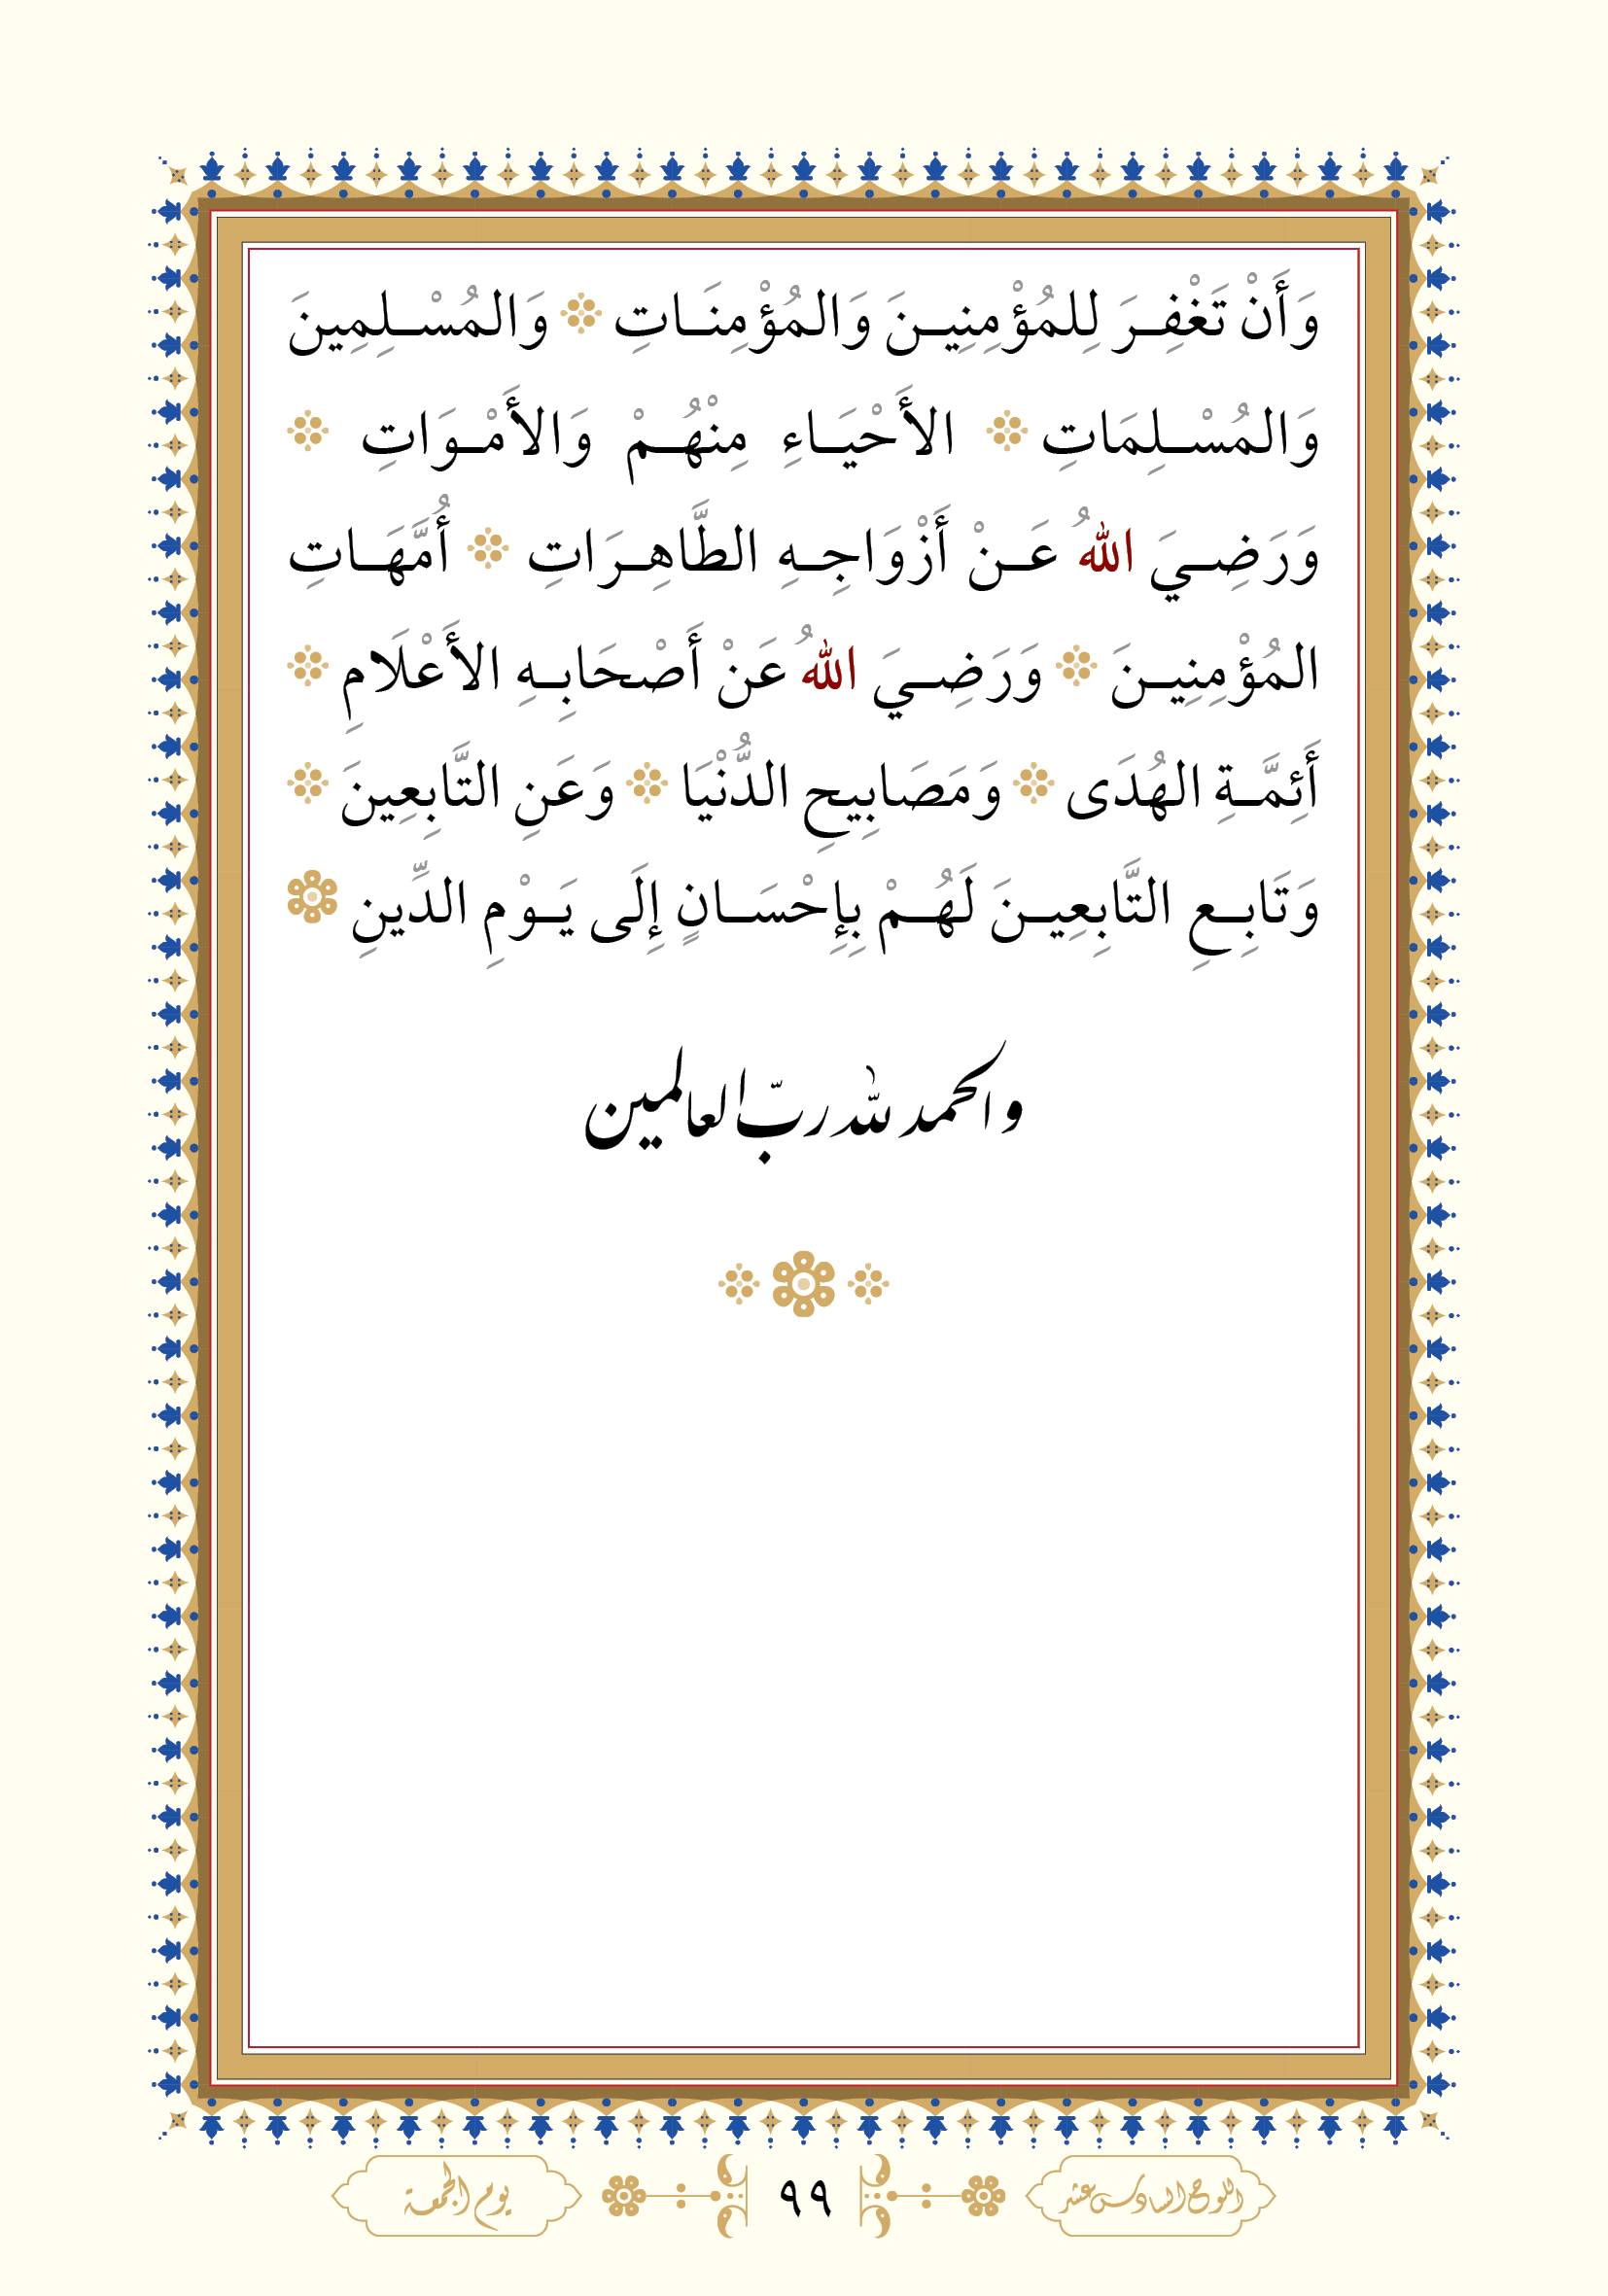 وَأَنْ تَغْفِرَ لِلمُؤْمِنِينَ وَالمُؤْمِنَاتِ وَالمُسْلِمِينَ
وَالمُسْلِمَاتِ الأَحْيَاءِ مِنْهُمْ وَالأَمْوَاتِ
وَرَضِيَ اللهُ عَنْ أَزْوَاجِهِ الطَّاهِرَاتِ أُمَّهَاتِ
المُؤْمِنِينَ وَرَضِيَ اللهُ عَنْ أَصْحَابِهِ الأَعْلَامِ
أَئِمَّةِ الهُدَى وَمَصَابِيحِ الدُّنْيَا وَعَنِ التَّابِعِينَ
وَتَابِعِ التَّابِعِينَ لَهُمْ بِإِحْسَانٍ إِلَى يَوْمِ الدِّينِ
والحمد لله ربّ العالمين
اللوح السادس عشر ٩٩ يوم الجمعة